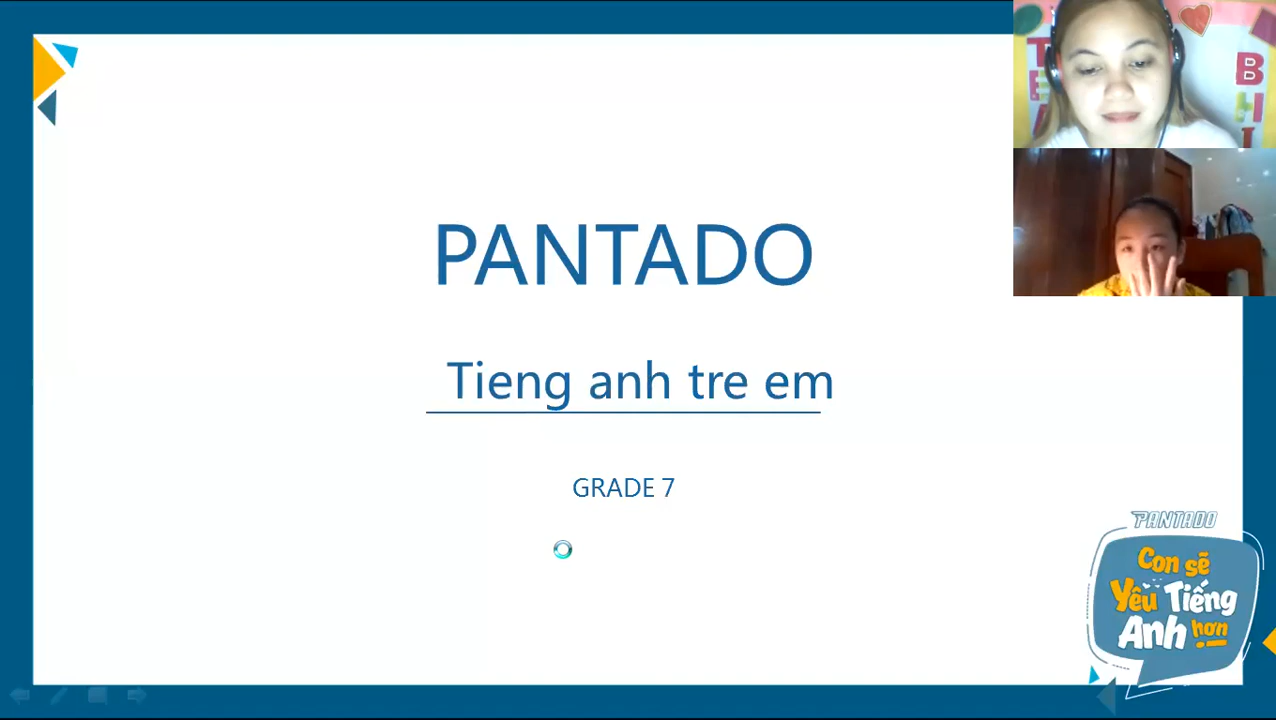 PANTADO
Tieng anh tre em
GRADE 7
PANTADO
Con sẽ
Yêu Tiếng
Anh hơn
B
H
I